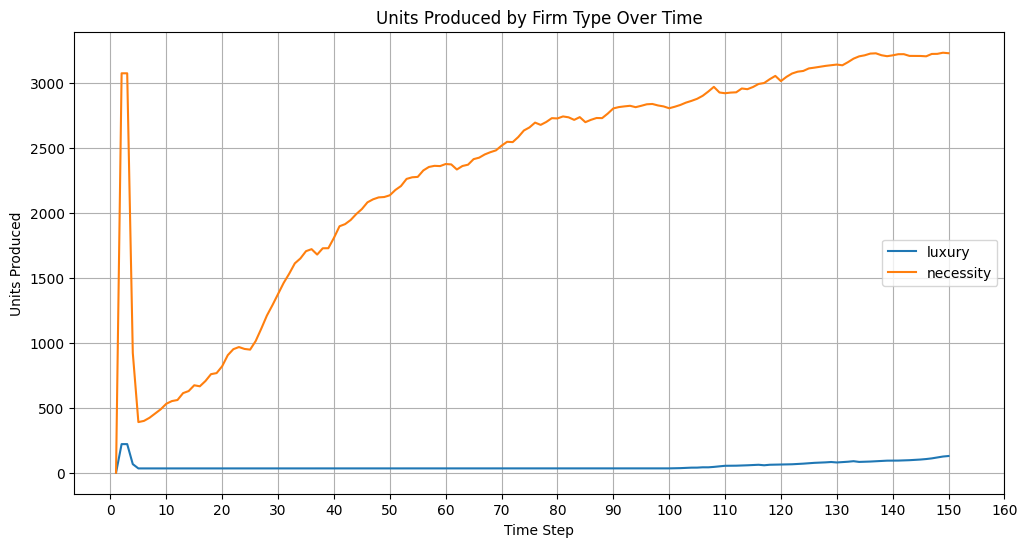 Units Produced by Firm Type Over Time
Units Produced
3000
2500
2000
1500
1000
500
0
luxury
necessity
0 10 20 30 40 50 60 70 80 90 100 110 120 130 140 150 160
Time Step